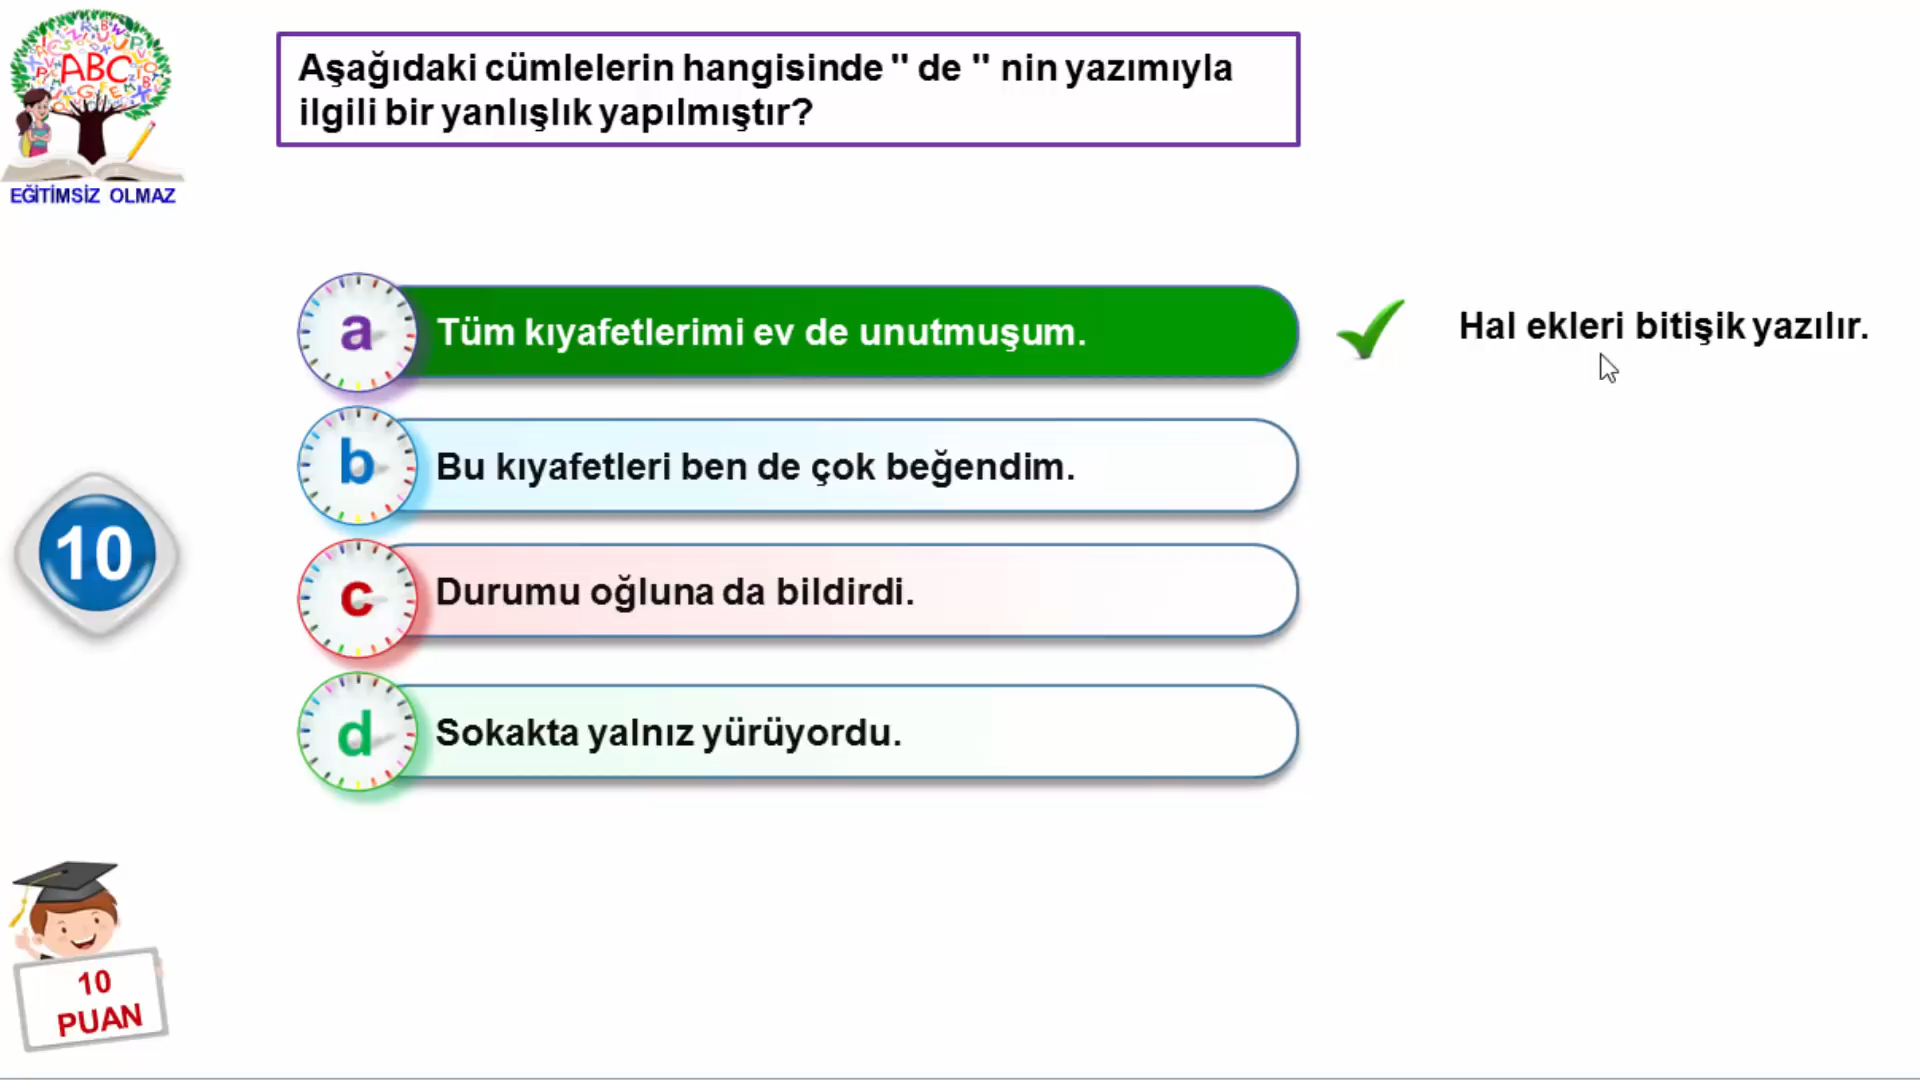 ABC
EĞİTİMSİZ OLMAZ
Aşağıdaki cümlelerin hangisinde " de " nin yazımıyla
ilgili bir yanlışlık yapılmıştır?
a Tüm kıyafetlerimi ev de unutmuşum.
Hal ekleri bitişik yazılır.
b Bu kıyafetleri ben de çok beğendim.
10
c Durumu oğluna da bildirdi.
d Sokakta yalnız yürüyordu.
10
PUAN